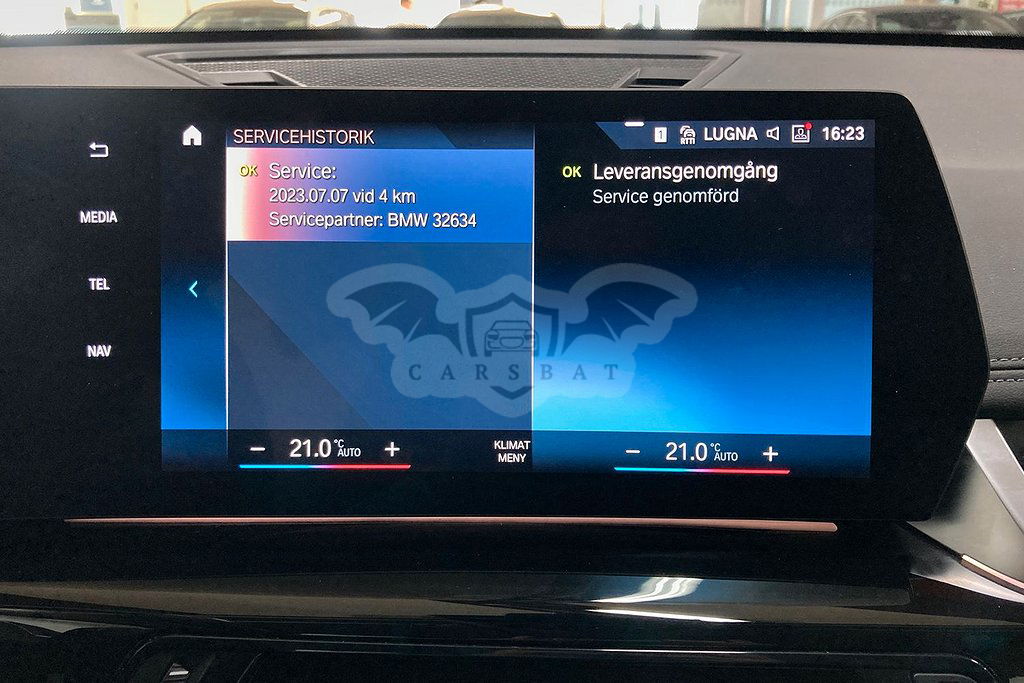 SERVICEHISTORIK
1 RTTI LUGNA 16:23
MEDIA
TEL
NAV
OK Service:
2023.07.07 vid 4 km
Servicepartner: BMW 32634
OK Leveransgenomgång
Service genomförd
CARSBAT
− 21.0 °C AUTO +
KLIMAT
MENY
− 21.0 °C AUTO +